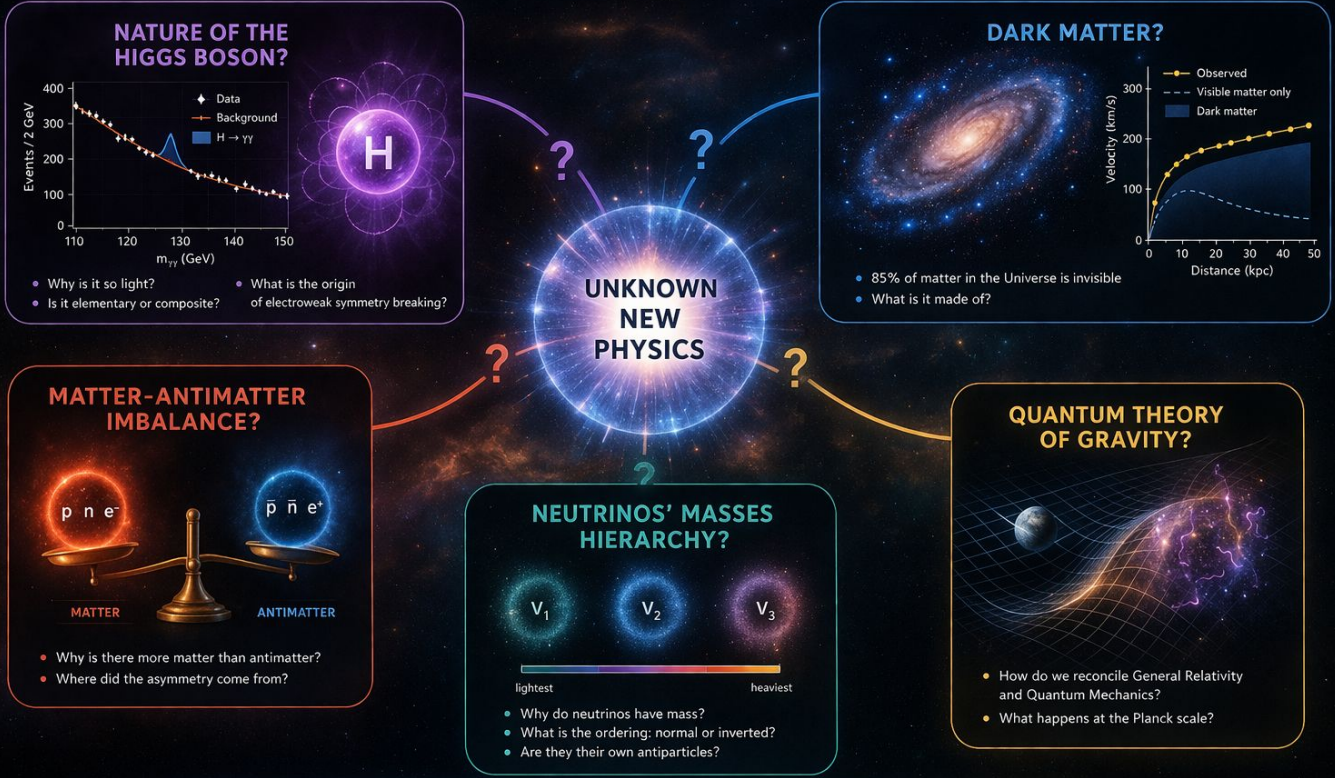 NATURE OF THE
HIGGS BOSON?
400
300
200
100
0
Events / 2 GeV
Data
Background
H → γγ
110
120
130
140
150
mγγ (GeV)
H
Why is it so light?
Is it elementary or composite?
What is the origin
of electroweak symmetry breaking?
?
?
DARK MATTER?
300
200
100
0
Velocity (km/s)
Observed
Visible matter only
Dark matter
0
10
20
30
40
50
Distance (kpc)
85% of matter in the Universe is invisible
What is it made of?
UNKNOWN
NEW
PHYSICS
?
?
?
MATTER-ANTIMATTER
IMBALANCE?
p n e⁻
p̄ n̄ e⁺
MATTER
ANTIMATTER
Why is there more matter than antimatter?
Where did the asymmetry come from?
NEUTRINOS’ MASSES
HIERARCHY?
ν₁
ν₂
ν₃
lightest
heaviest
Why do neutrinos have mass?
What is the ordering: normal or inverted?
Are they their own antiparticles?
QUANTUM THEORY
OF GRAVITY?
How do we reconcile General Relativity
and Quantum Mechanics?
What happens at the Planck scale?